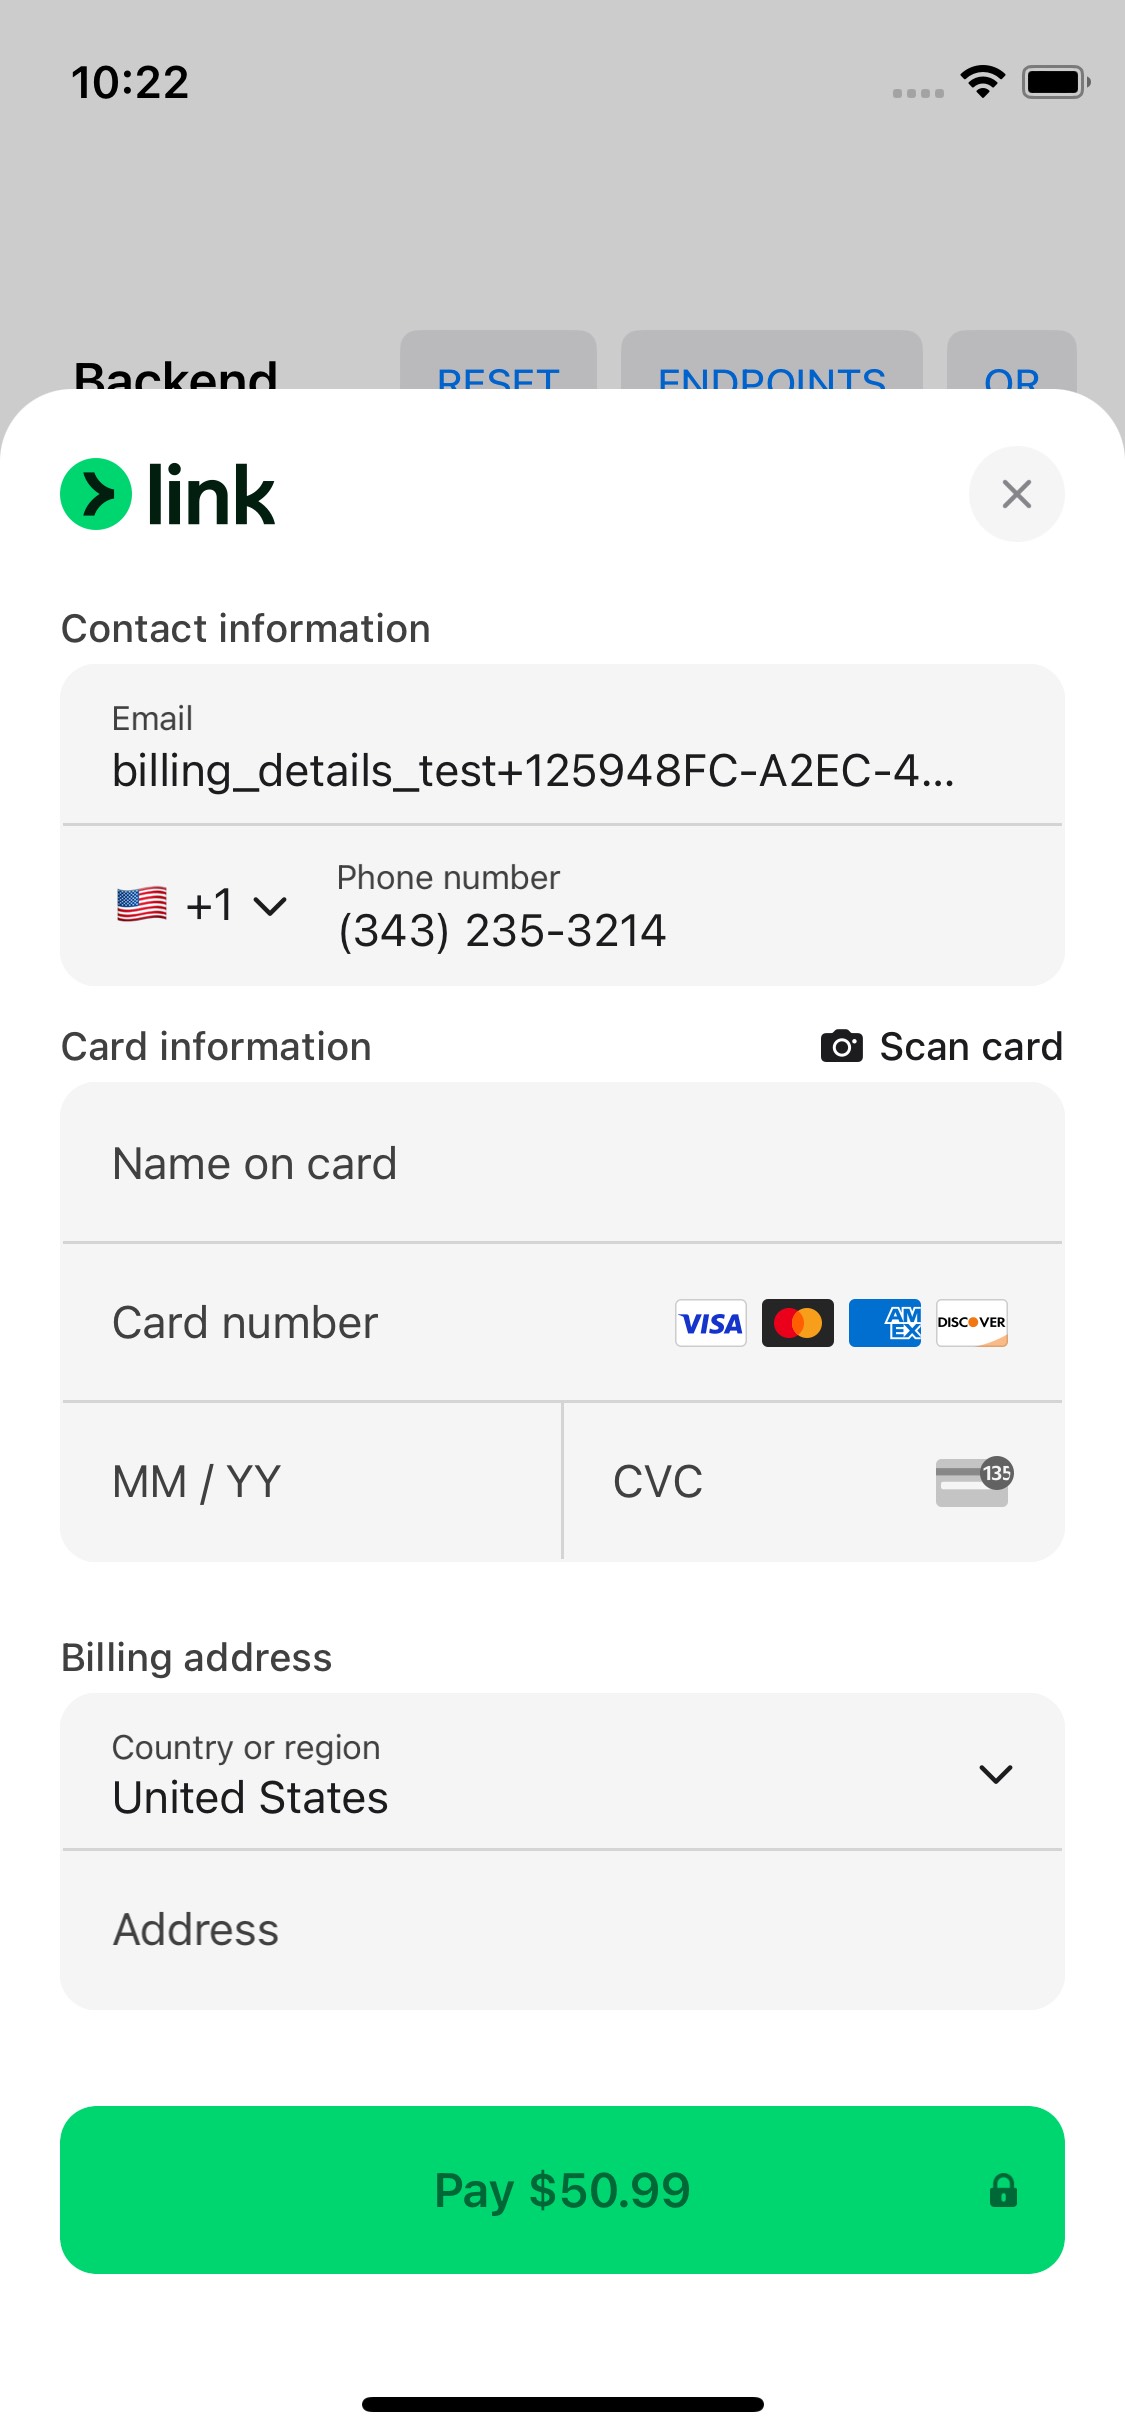 10:22
Backend RESET ENDPOINTS QR
link
Contact information
Email
billing_details_test+125948FC-A2EC-4...
+1
Phone number
(343) 235-3214
Card information Scan card
Name on card
Card number VISA AMEX DISCOVER
MM / YY CVC 135
Billing address
Country or region
United States
Address
Pay $50.99